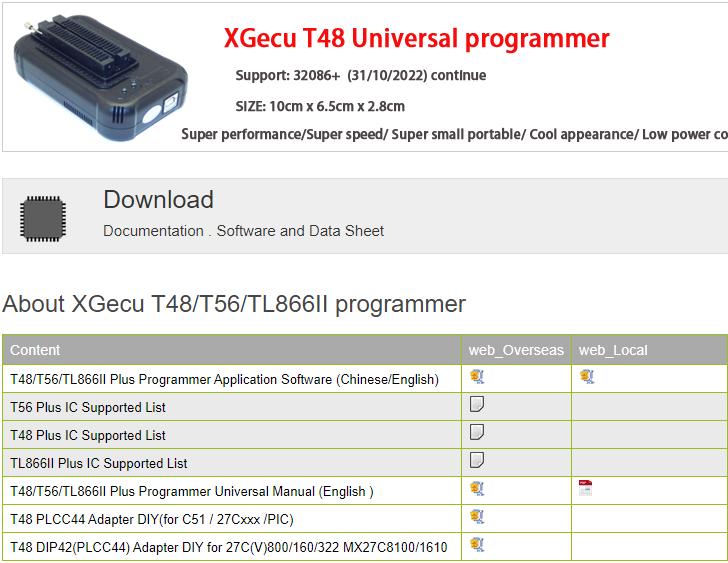 XGecu T48 Universal programmer
Support: 32086+ (31/10/2022) continue
SIZE: 10cm x 6.5cm x 2.8cm
Super performance/Super speed/ Super small portable/ Cool appearance/ Low power co
Download
Documentation . Software and Data Sheet
About XGecu T48/T56/TL866II programmer
Content web_Overseas web_Local
T48/T56/TL866II Plus Programmer Application Software (Chinese/English)
T56 Plus IC Supported List
T48 Plus IC Supported List
TL866II Plus IC Supported List
T48/T56/TL866II Plus Programmer Universal Manual (English )
T48 PLCC44 Adapter DIY(for C51 / 27Cxxx /PIC)
T48 DIP42(PLCC44) Adapter DIY for 27C(V)800/160/322 MX27C8100/1610